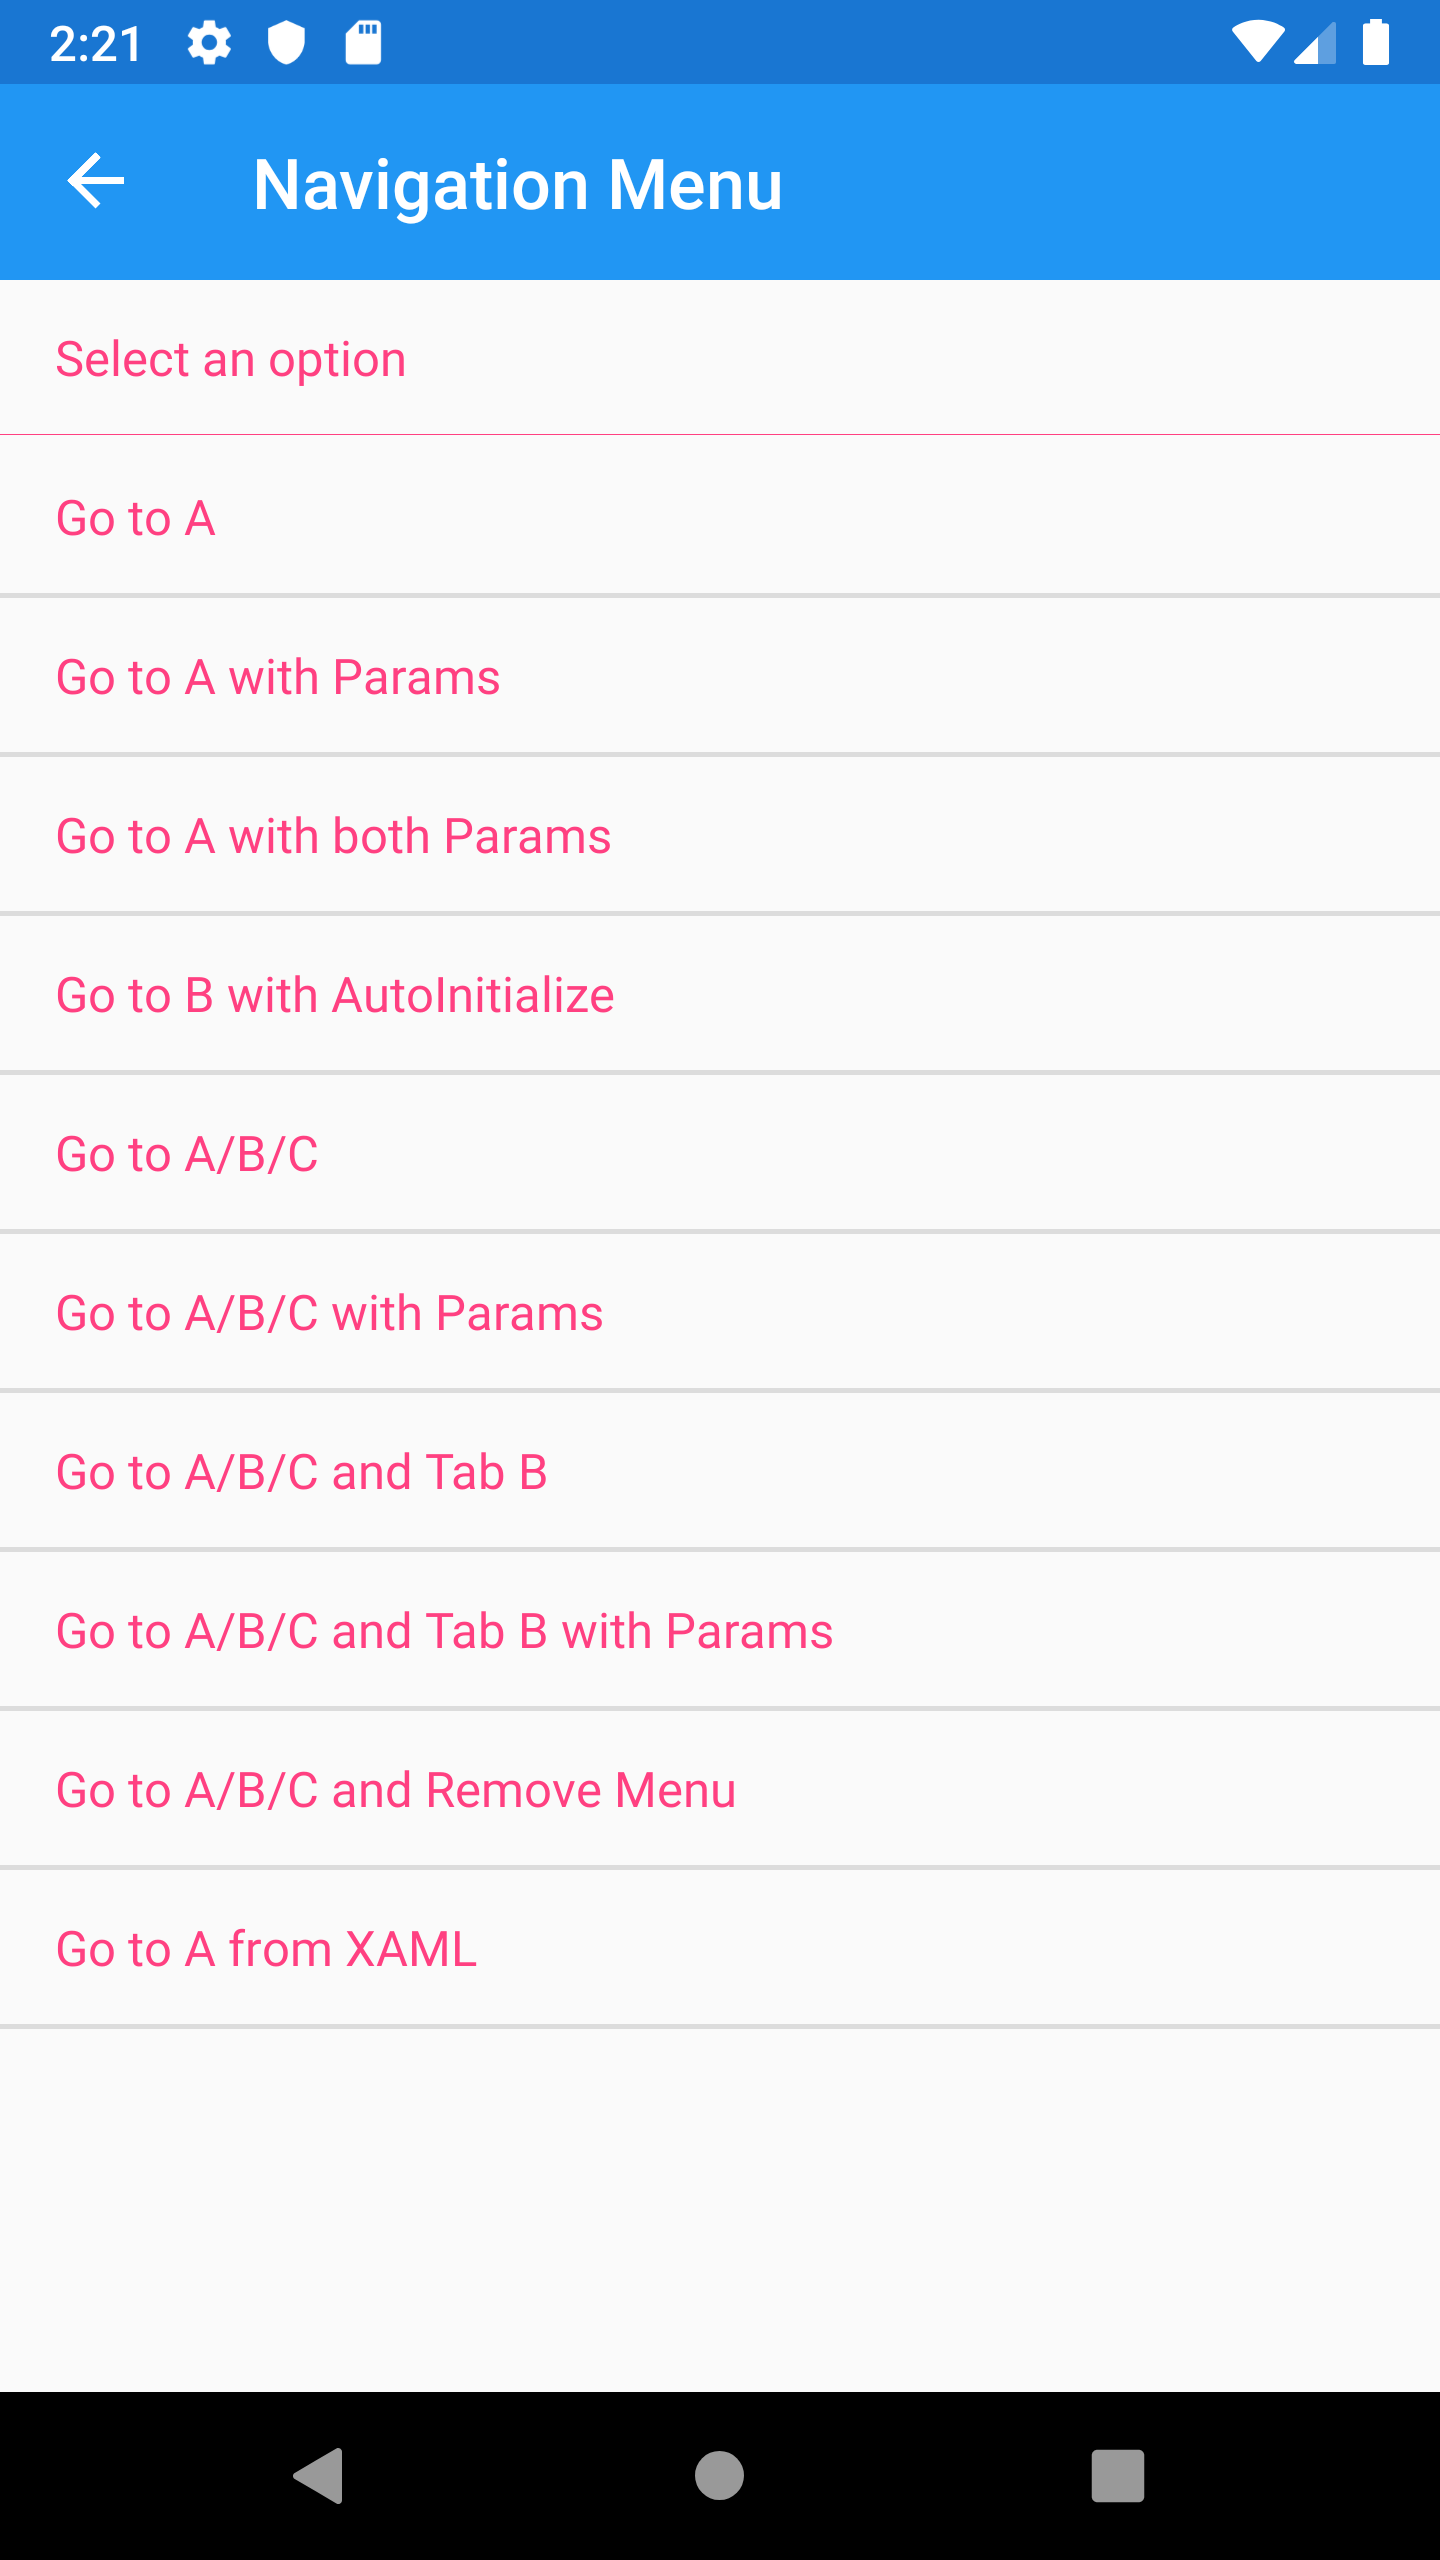 2:21
Navigation Menu
Select an option
Go to A
Go to A with Params
Go to A with both Params
Go to B with AutoInitialize
Go to A/B/C
Go to A/B/C with Params
Go to A/B/C and Tab B
Go to A/B/C and Tab B with Params
Go to A/B/C and Remove Menu
Go to A from XAML